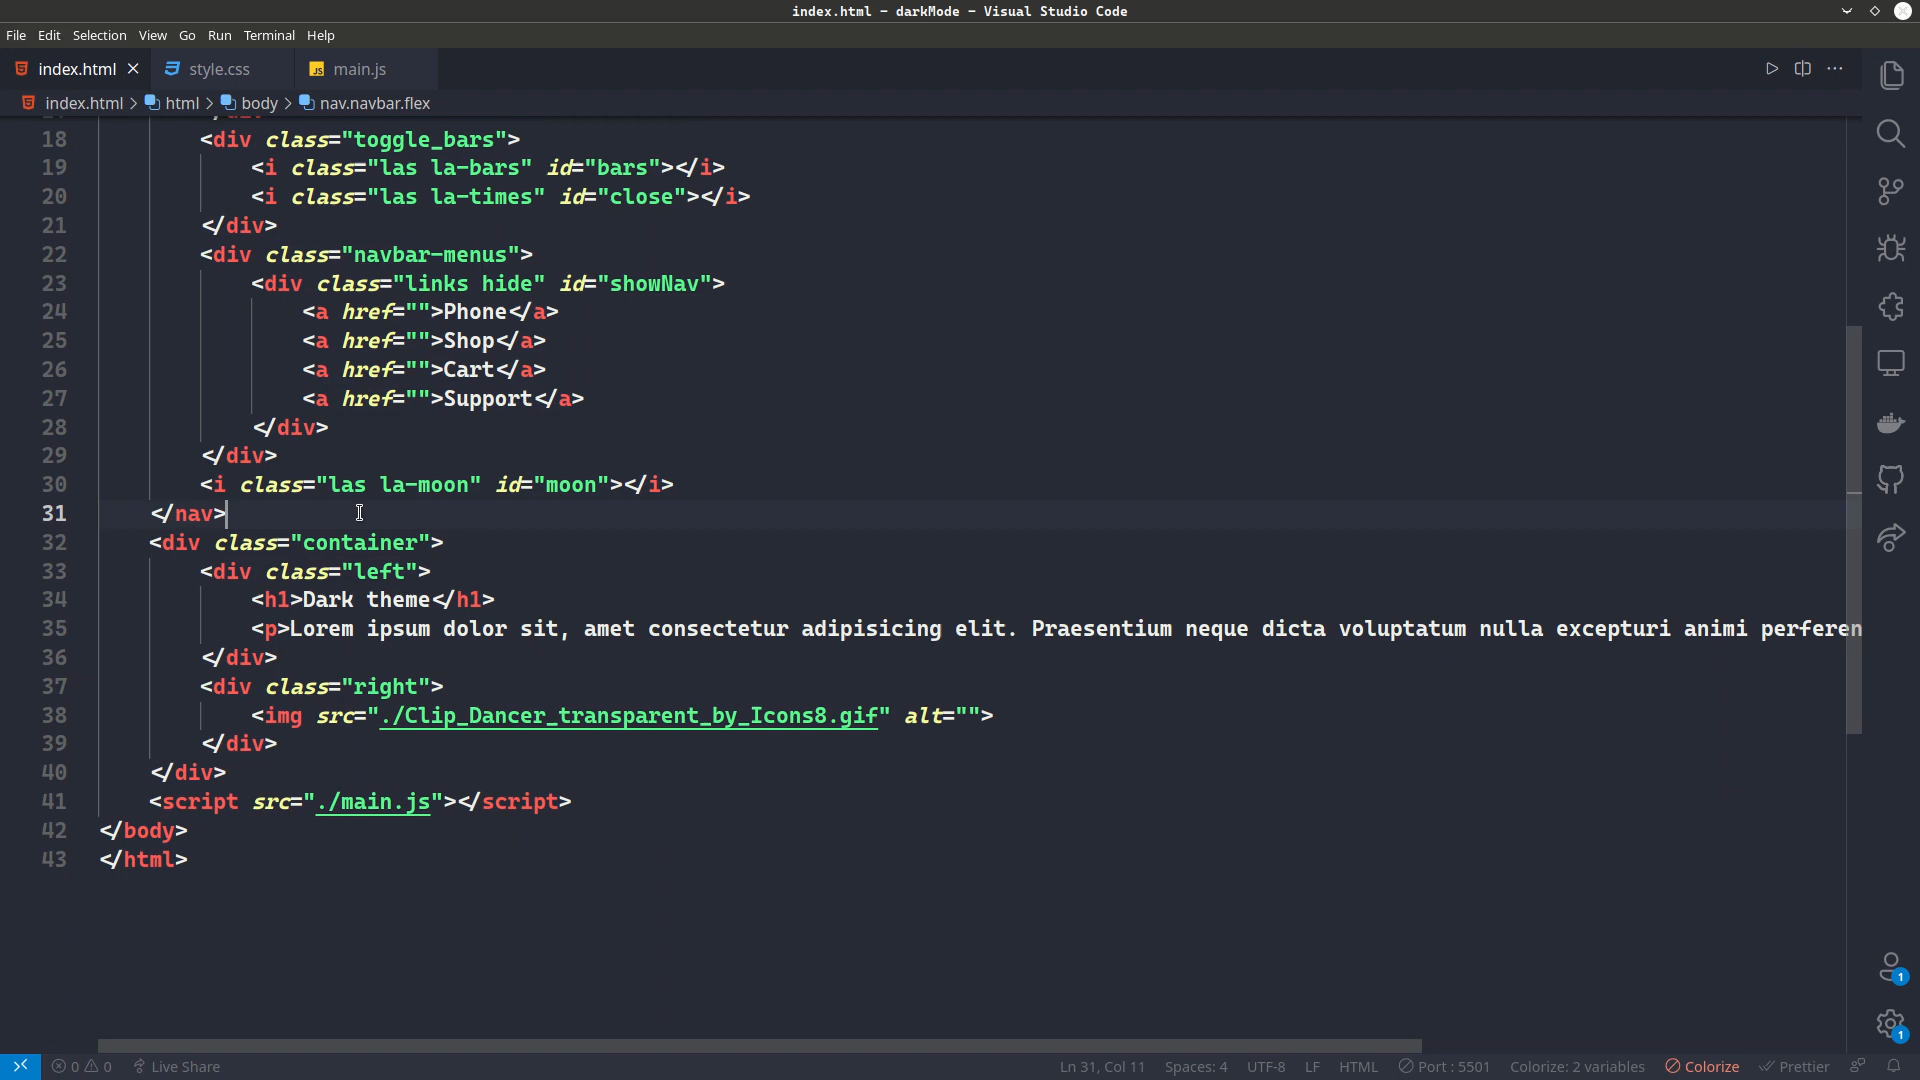 index.html - darkMode - Visual Studio Code
File Edit Selection View Go Run Terminal Help
index.html style.css JS main.js
index.html > html > body > nav.navbar.flex
18 <div class="toggle_bars">
19 <i class="las la-bars" id="bars"></i>
20 <i class="las la-times" id="close"></i>
21 </div>
22 <div class="navbar-menus">
23 <div class="links hide" id="showNav">
24 <a href="">Phone</a>
25 <a href="">Shop</a>
26 <a href="">Cart</a>
27 <a href="">Support</a>
28 </div>
29 </div>
30 <i class="las la-moon" id="moon"></i>
31 </nav>
32 <div class="container">
33 <div class="left">
34 <h1>Dark theme</h1>
35 <p>Lorem ipsum dolor sit, amet consectetur adipisicing elit. Praesentium neque dicta voluptatum nulla excepturi animi perferen
36 </div>
37 <div class="right">
38 <img src="./Clip_Dancer_transparent_by_Icons8.gif" alt="">
39 </div>
40 </div>
41 <script src="./main.js"></script>
42 </body>
43 </html>
1
1
0 0 Live Share Ln 31, Col 11 Spaces: 4 UTF-8 LF HTML Port : 5501 Colorize: 2 variables Colorize Prettier